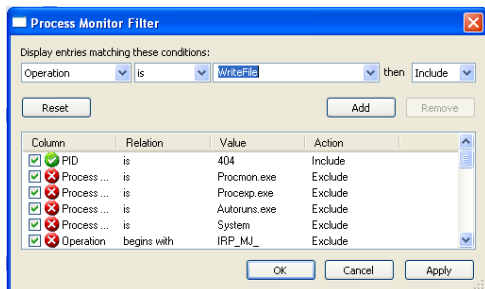 Process Monitor Filter
Display entries matching these conditions:
Operation is WriteFile then Include
Reset Add Remove
Column Relation Value Action
PID is 404 Include
Process ... is Procmon.exe Exclude
Process ... is Procexp.exe Exclude
Process ... is Autoruns.exe Exclude
Process ... is System Exclude
Operation begins with IRP_MJ_ Exclude
OK Cancel Apply